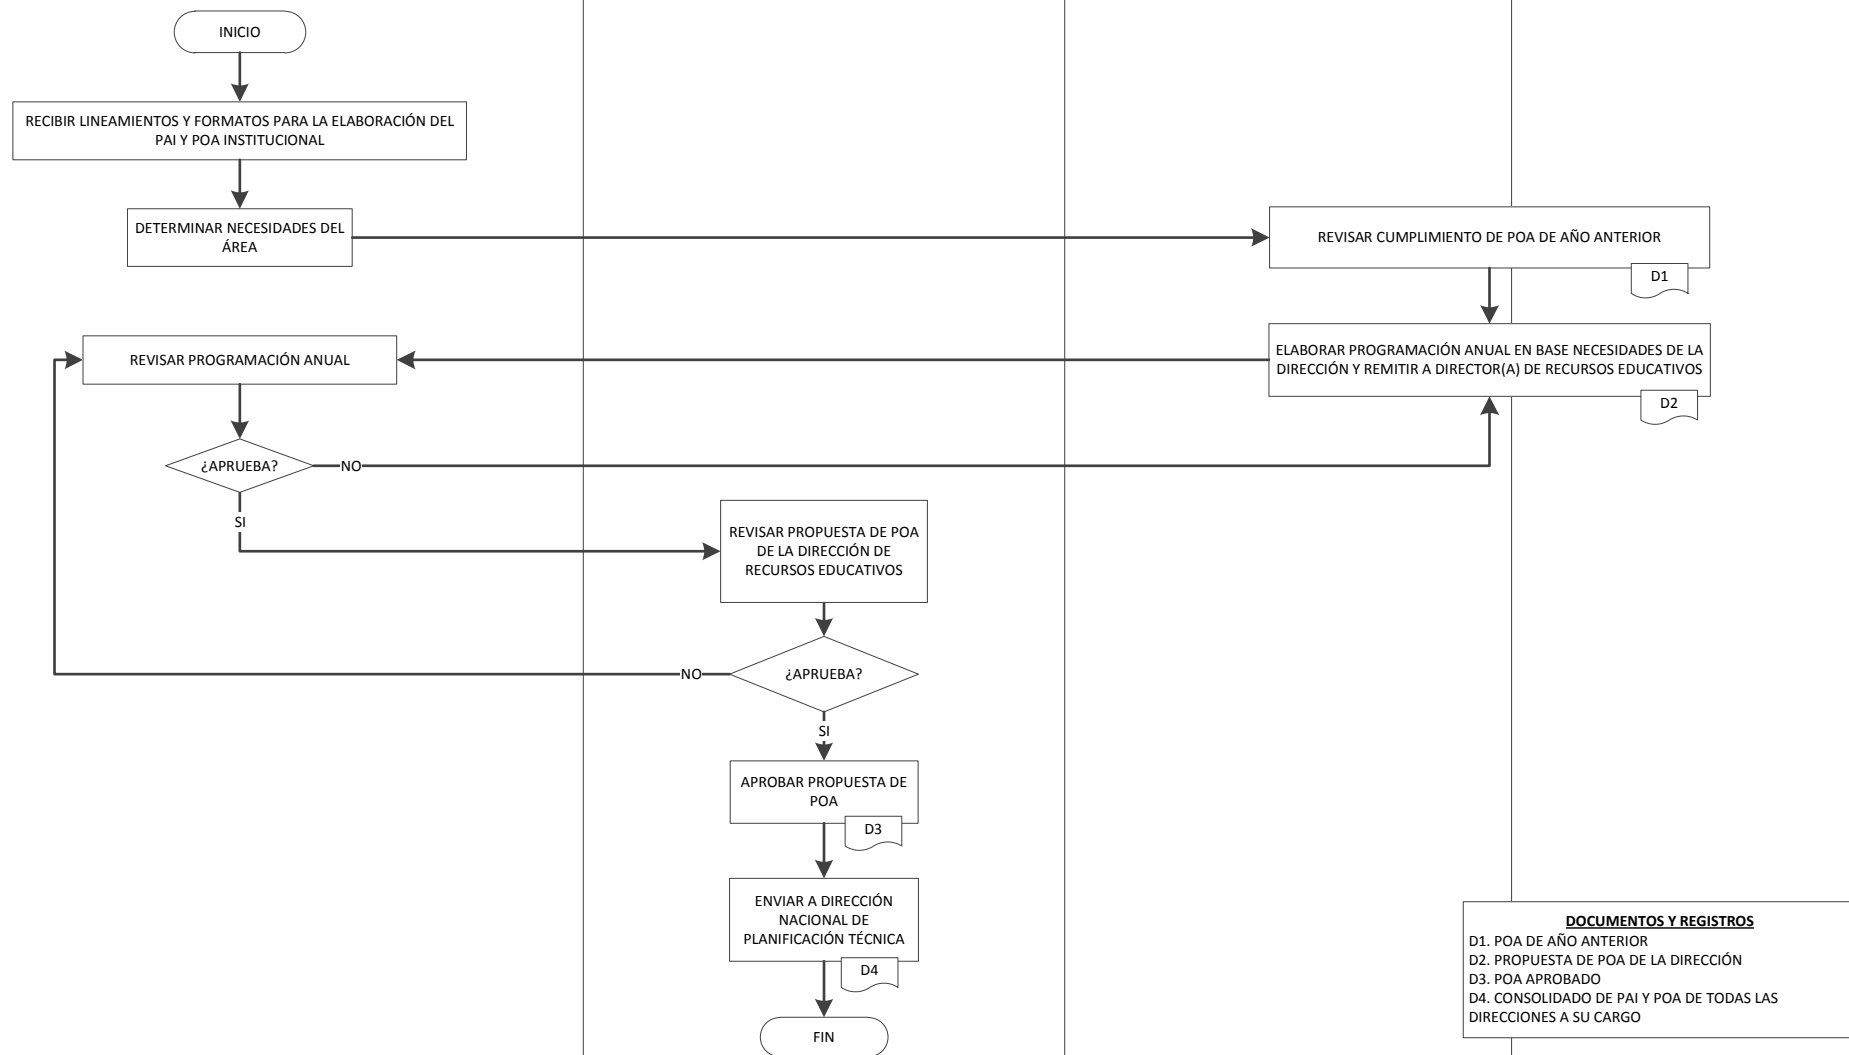 INICIO
RECIBIR LINEAMIENTOS Y FORMATOS PARA LA ELABORACIÓN DEL
PAI Y POA INSTITUCIONAL
DETERMINAR NECESIDADES DEL
ÁREA
REVISAR CUMPLIMIENTO DE POA DE AÑO ANTERIOR
D1
ELABORAR PROGRAMACIÓN ANUAL EN BASE NECESIDADES DE LA
DIRECCIÓN Y REMITIR A DIRECTOR(A) DE RECURSOS EDUCATIVOS
D2
REVISAR PROGRAMACIÓN ANUAL
¿APRUEBA?
NO
SI
REVISAR PROPUESTA DE POA
DE LA DIRECCIÓN DE
RECURSOS EDUCATIVOS
¿APRUEBA?
NO
SI
APROBAR PROPUESTA DE
POA
D3
ENVIAR A DIRECCIÓN
NACIONAL DE
PLANIFICACIÓN TÉCNICA
D4
FIN
DOCUMENTOS Y REGISTROS
D1. POA DE AÑO ANTERIOR
D2. PROPUESTA DE POA DE LA DIRECCIÓN
D3. POA APROBADO
D4. CONSOLIDADO DE PAI Y POA DE TODAS LAS
DIRECCIONES A SU CARGO